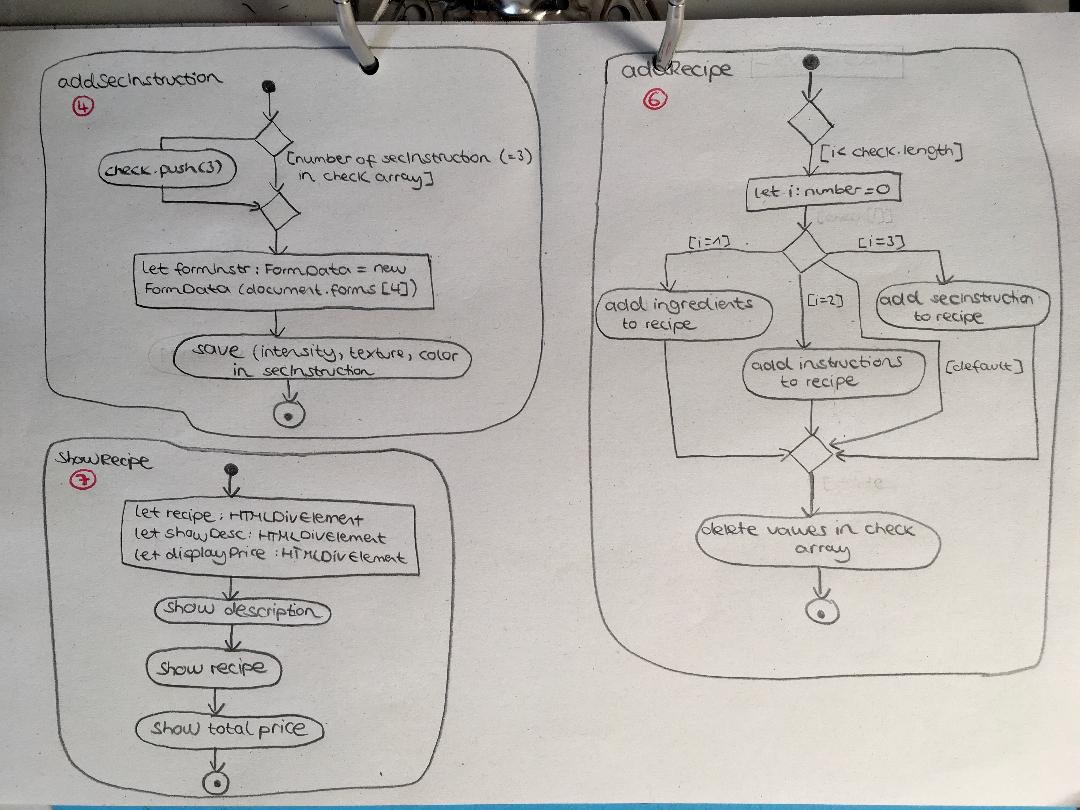 addSecInstruction
4
check.push(3)
[number of secInstruction (=3)
in check array]
let formInstr : FormData = new
FormData (document.forms [4])
save (intensity, texture, color
in secInstruction
showRecipe
7
let recipe : HTMLDivElement
let showDesc : HTMLDivElement
let displayPrice : HTMLDivElement
show description
show recipe
show total price
addRecipe
6
[i< check.length]
let i : number = 0
[i=1]
[i=3]
add ingredients
to recipe
[i=2]
add secInstruction
to recipe
add instructions
to recipe
[default]
delete values in check
array